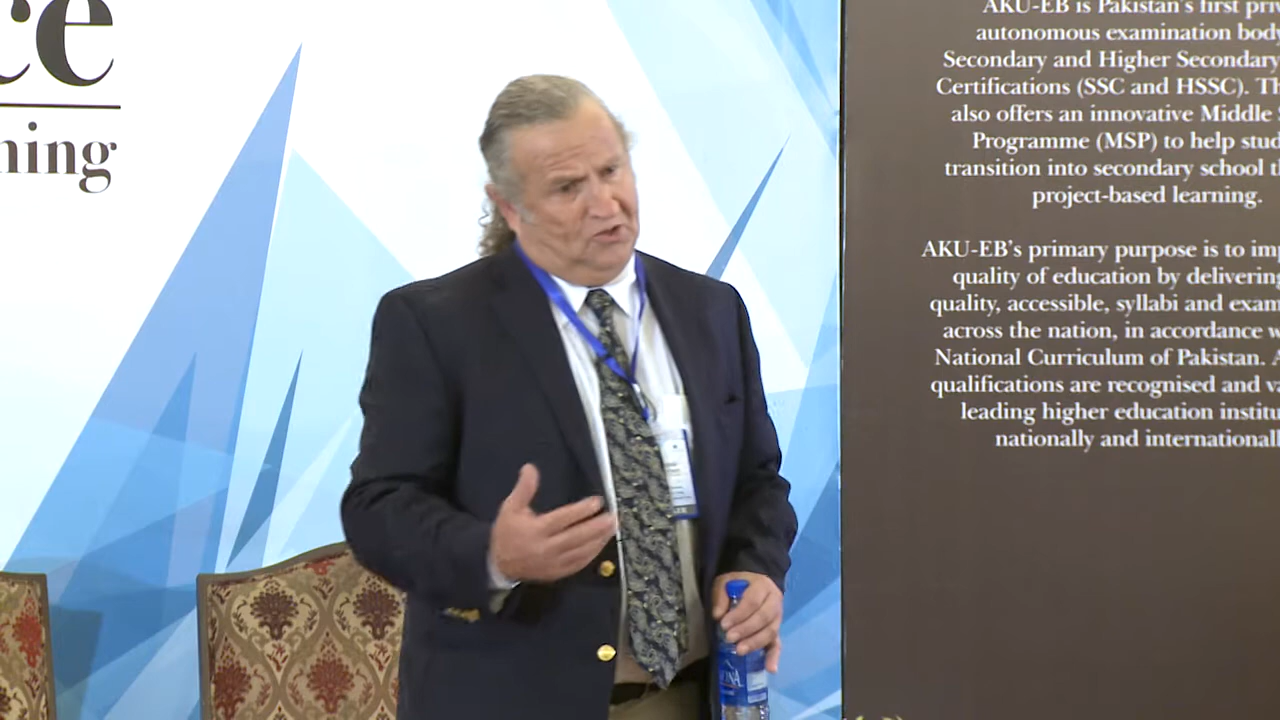 ce
ning
AKU-EB is Pakistan's first priv
autonomous examination body
Secondary and Higher Secondary
Certifications (SSC and HSSC). Th
also offers an innovative Middle
Programme (MSP) to help stud
transition into secondary school th
project-based learning.
AKU-EB's primary purpose is to imp
quality of education by delivering
quality, accessible, syllabi and exam
across the nation, in accordance w
National Curriculum of Pakistan. A
qualifications are recognised and va
leading higher education institu
nationally and internationall